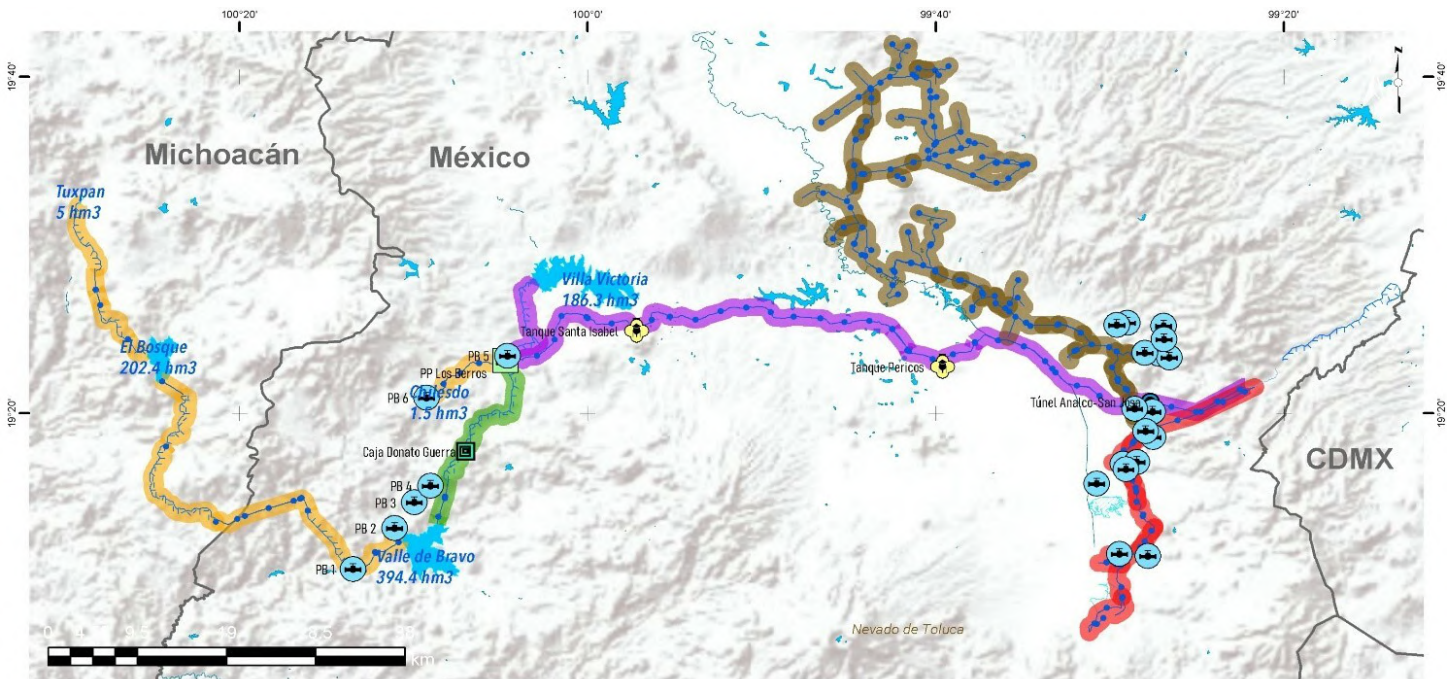 100°20'
100°0'
99°40'
99°20'
19°40'
19°40'
N
Michoacán
México
Tuxpan
5 hm3
Villa Victoria
186.3 hm3
Tanque Santa Isabel
El Bosque
202.4 hm3
PB 5
PP Los Berros
Tanque Pericos
PB 6
Chilesdo
1.5 hm3
Túnel Analco-San José
19°20'
19°20'
Caja Donato Guerra
CDMX
PB 4
PB 3
PB 2
Valle de Bravo
394.4 hm3
PB 1
Nevado de Toluca
km